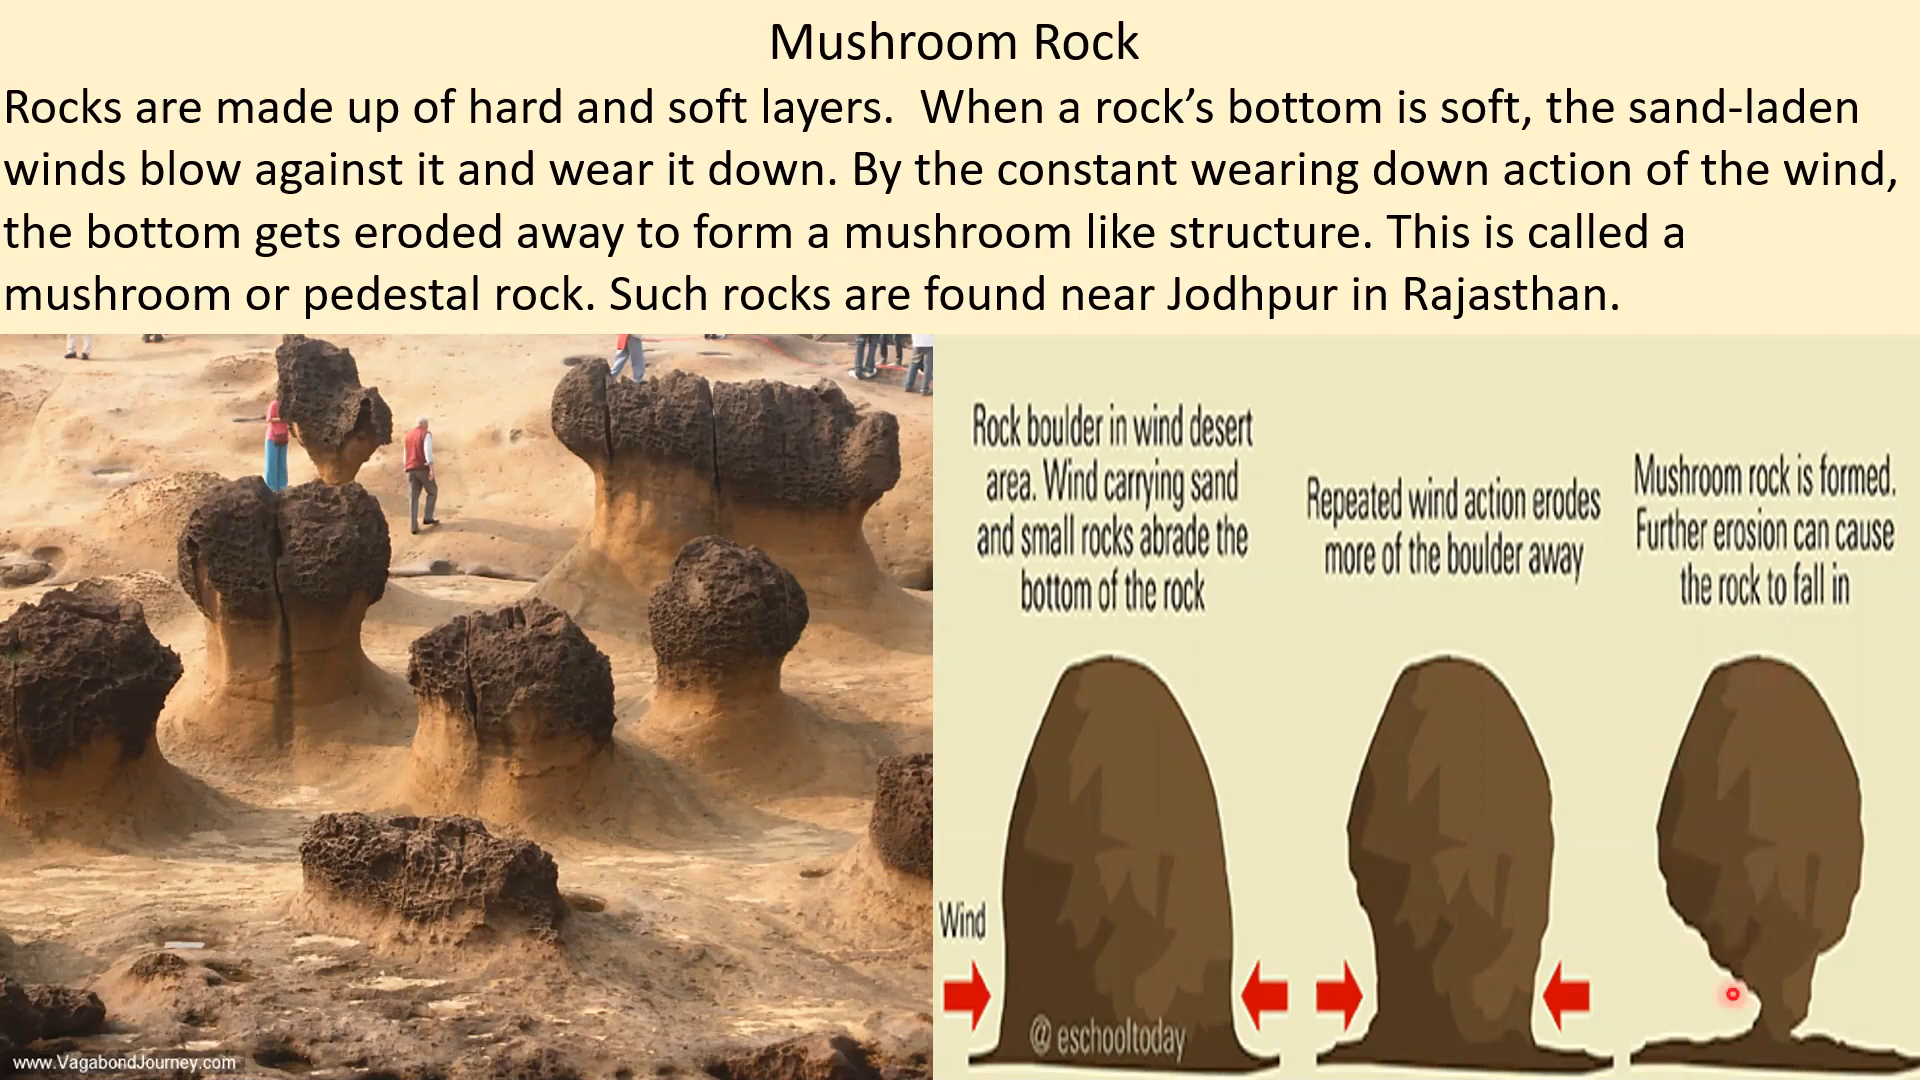 Mushroom Rock
Rocks are made up of hard and soft layers. When a rock’s bottom is soft, the sand-laden
winds blow against it and wear it down. By the constant wearing down action of the wind,
the bottom gets eroded away to form a mushroom like structure. This is called a
mushroom or pedestal rock. Such rocks are found near Jodhpur in Rajasthan.
Rock boulder in wind desert
area. Wind carrying sand
and small rocks abrade the
bottom of the rock
Repeated wind action erodes
more of the boulder away
Mushroom rock is formed.
Further erosion can cause
the rock to fall in
Wind
@ eschooltoday
www.VagabondJourney.com